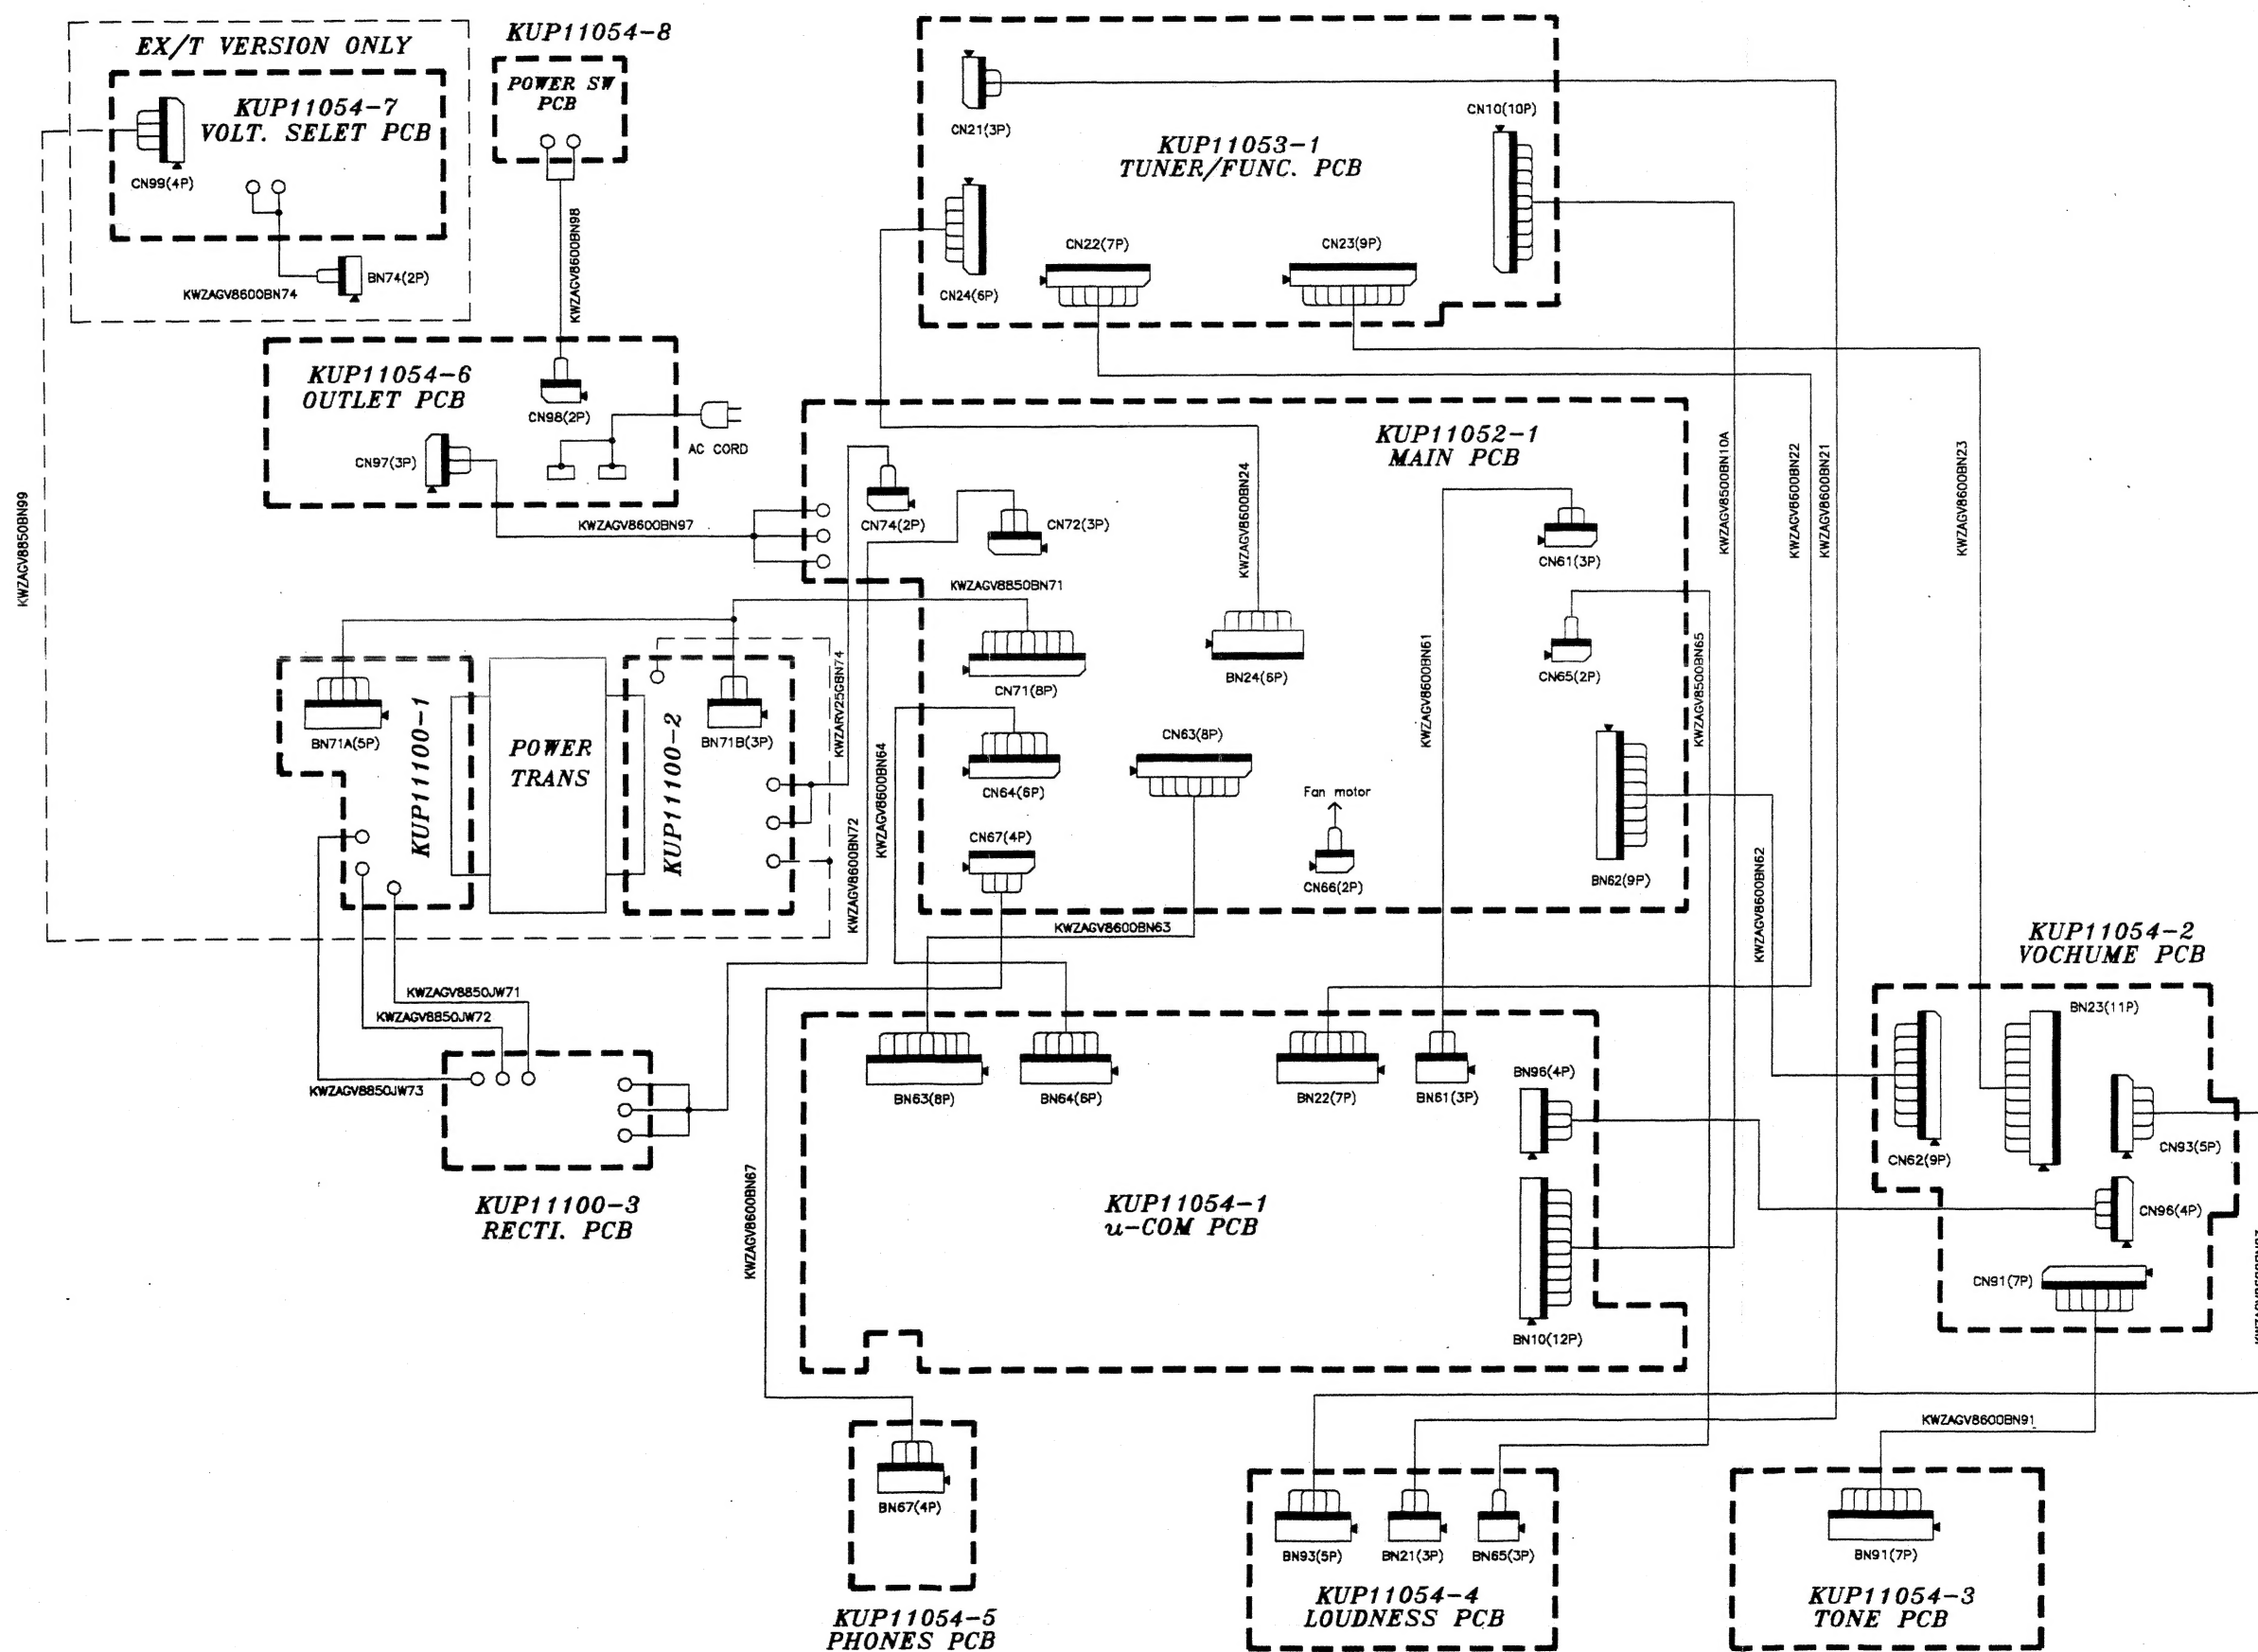 EX/T VERSION ONLY
KUP11054-7
VOLT. SELET PCB
CN99(4P)
KWZAGV8600BN74
BN74(2P)
KUP11054-8
POWER SW
PCB
KWZAGV8600BN98
CN21(3P)
CN10(10P)
KUP11053-1
TUNER/FUNC. PCB
CN24(6P)
CN22(7P)
CN23(9P)
KUP11054-6
OUTLET PCB
CN98(2P)
CN97(3P)
AC CORD
KWZAGV8850BN99
KWZAGV8600BN97
CN74(2P)
CN72(3P)
KUP11052-1
MAIN PCB
KWZAGV8600BN24
CN61(3P)
KWZAGV8500BN10A
KWZAGV8600BN22
KWZAGV8600BN21
KWZAGV8600BN23
KWZAGV8850BN71
CN71(8P)
BN24(6P)
KWZAGV8600BN61
CN65(2P)
KWZAGV8500BN65
BN71A(5P)
KUP11100-1
POWER
TRANS
KUP11100-2
BN71B(3P)
KWZARV25GBN74
KWZAGV8600BN72
KWZAGV8600BN64
CN64(6P)
CN63(8P)
CN67(4P)
Fan motor
CN66(2P)
BN62(9P)
KWZAGV8600BN62
KWZAGV8600BN63
KUP11054-2
VOCHUME PCB
KWZAGV8850JW71
KWZAGV8850JW72
KWZAGV8850JW73
KUP11100-3
RECTI. PCB
KWZAGV8600BN67
BN63(8P)
BN64(6P)
BN22(7P)
BN61(3P)
BN96(4P)
KUP11054-1
u-COM PCB
BN10(12P)
BN23(11P)
CN62(9P)
CN93(5P)
CN96(4P)
CN91(7P)
KWZAGV8600BN91
BN67(4P)
KUP11054-5
PHONES PCB
BN93(5P)
BN21(3P)
BN65(3P)
KUP11054-4
LOUDNESS PCB
BN91(7P)
KUP11054-3
TONE PCB